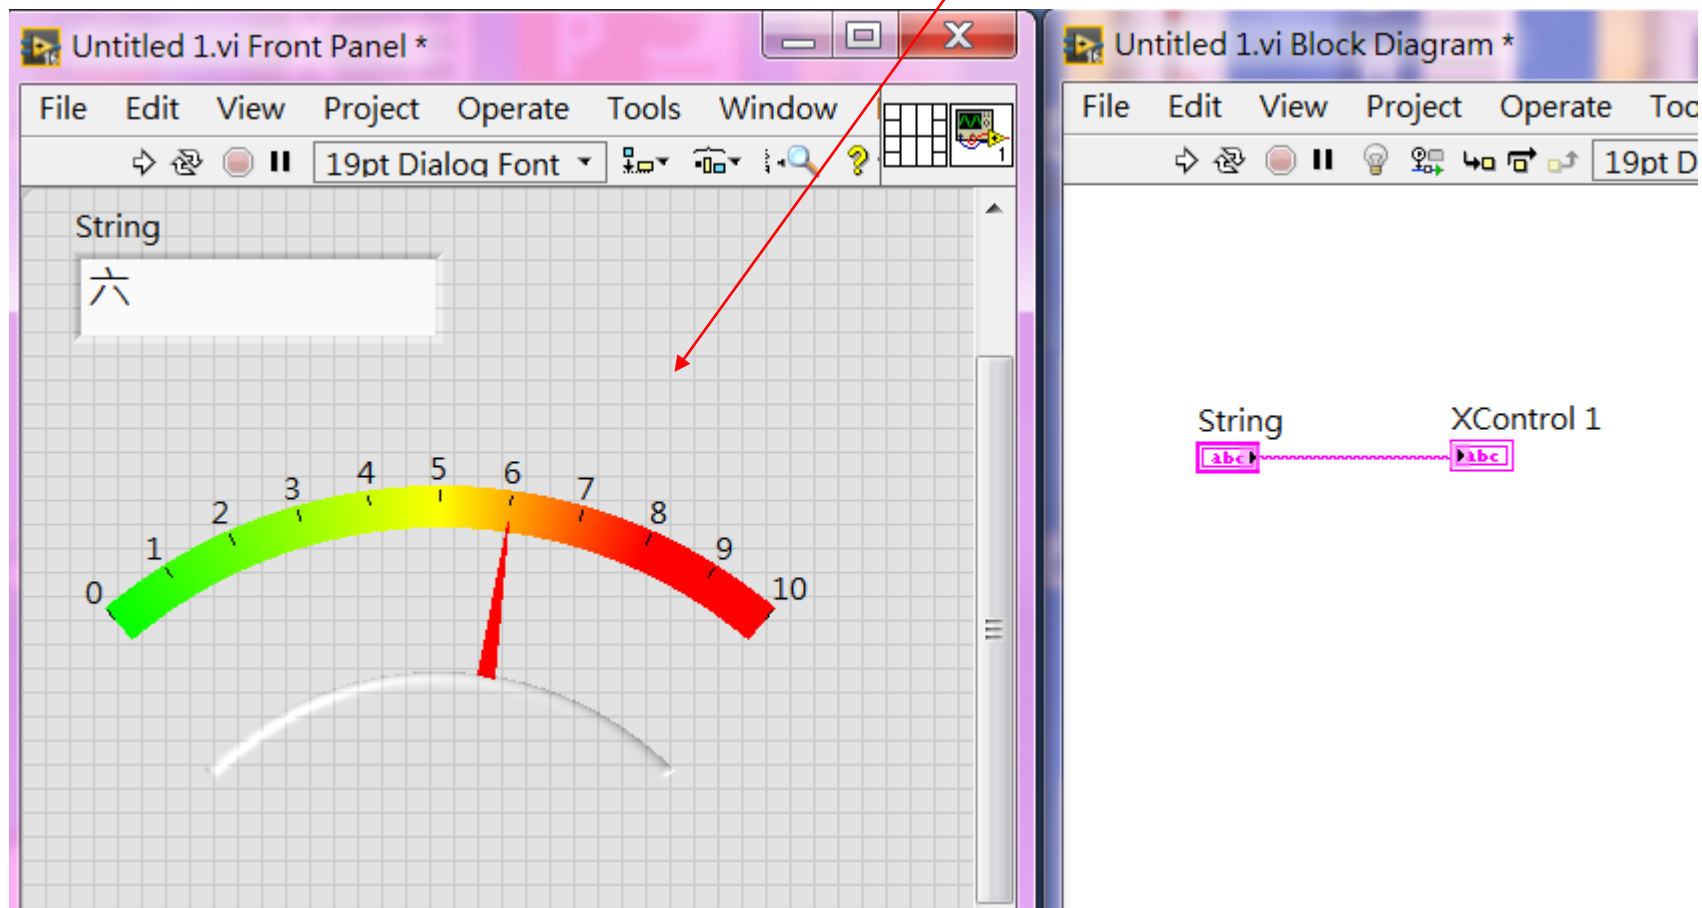 Untitled 1.vi Front Panel *
File Edit View Project Operate Tools Window
19pt Dialog Font
1
String
六
0 1 2 3 4 5 6 7 8 9 10
Untitled 1.vi Block Diagram *
File Edit View Project Operate
19pt D
String
abc
XControl 1
abc